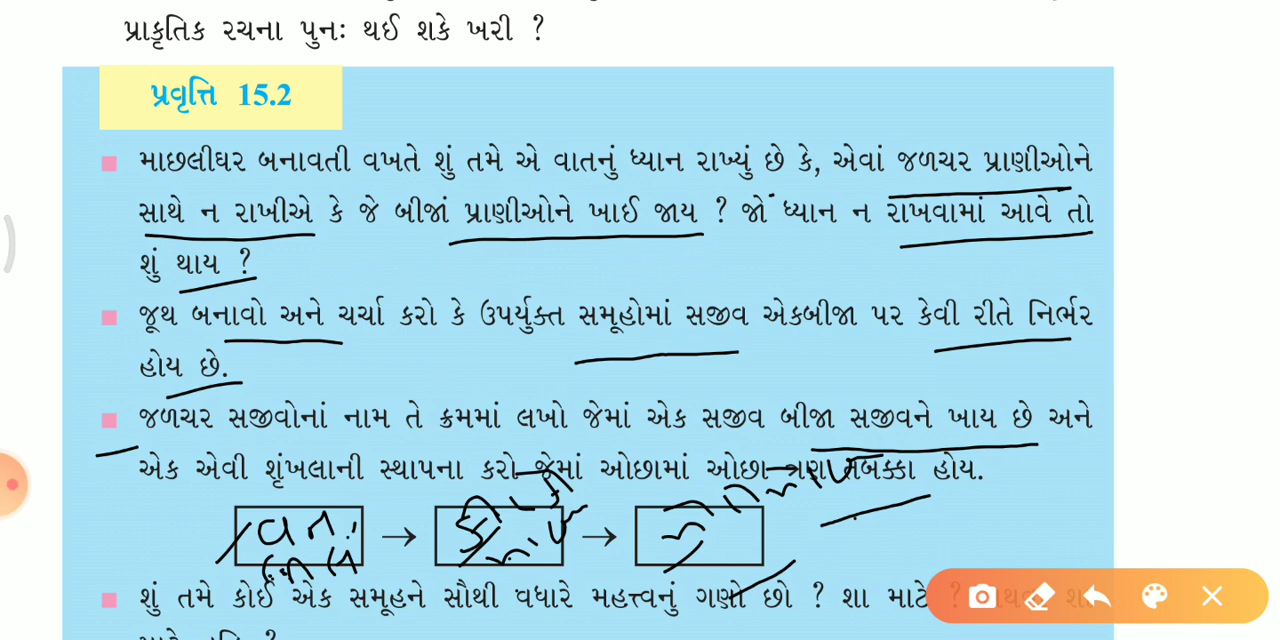 પ્રાકૃતિક રચના પુનઃ થઈ શકે ખરી ?
પ્રવૃત્તિ 15.2
માછલીઘર બનાવતી વખતે શું તમે એ વાતનું ધ્યાન રાખ્યું છે કે, એવાં જળચર પ્રાણીઓને
સાથે ન રાખીએ કે જે બીજાં પ્રાણીઓને ખાઈ જાય ? જો ધ્યાન ન રાખવામાં આવે તો
શું થાય ?
જૂથ બનાવો અને ચર્ચા કરો કે ઉપર્યુક્ત સમૂહોમાં સજીવ એકબીજા પર કેવી રીતે નિર્ભર
હોય છે.
જળચર સજીવોનાં નામ તે ક્રમમાં લખો જેમાં એક સજીવ બીજા સજીવને ખાય છે અને
એક એવી શૃંખલાની સ્થાપના કરો જેમાં ઓછામાં ઓછા ત્રણ તબક્કા હોય.
→ →
શું તમે કોઈ એક સમૂહને સૌથી વધારે મહત્ત્વનું ગણો છો ? શા માટે ?